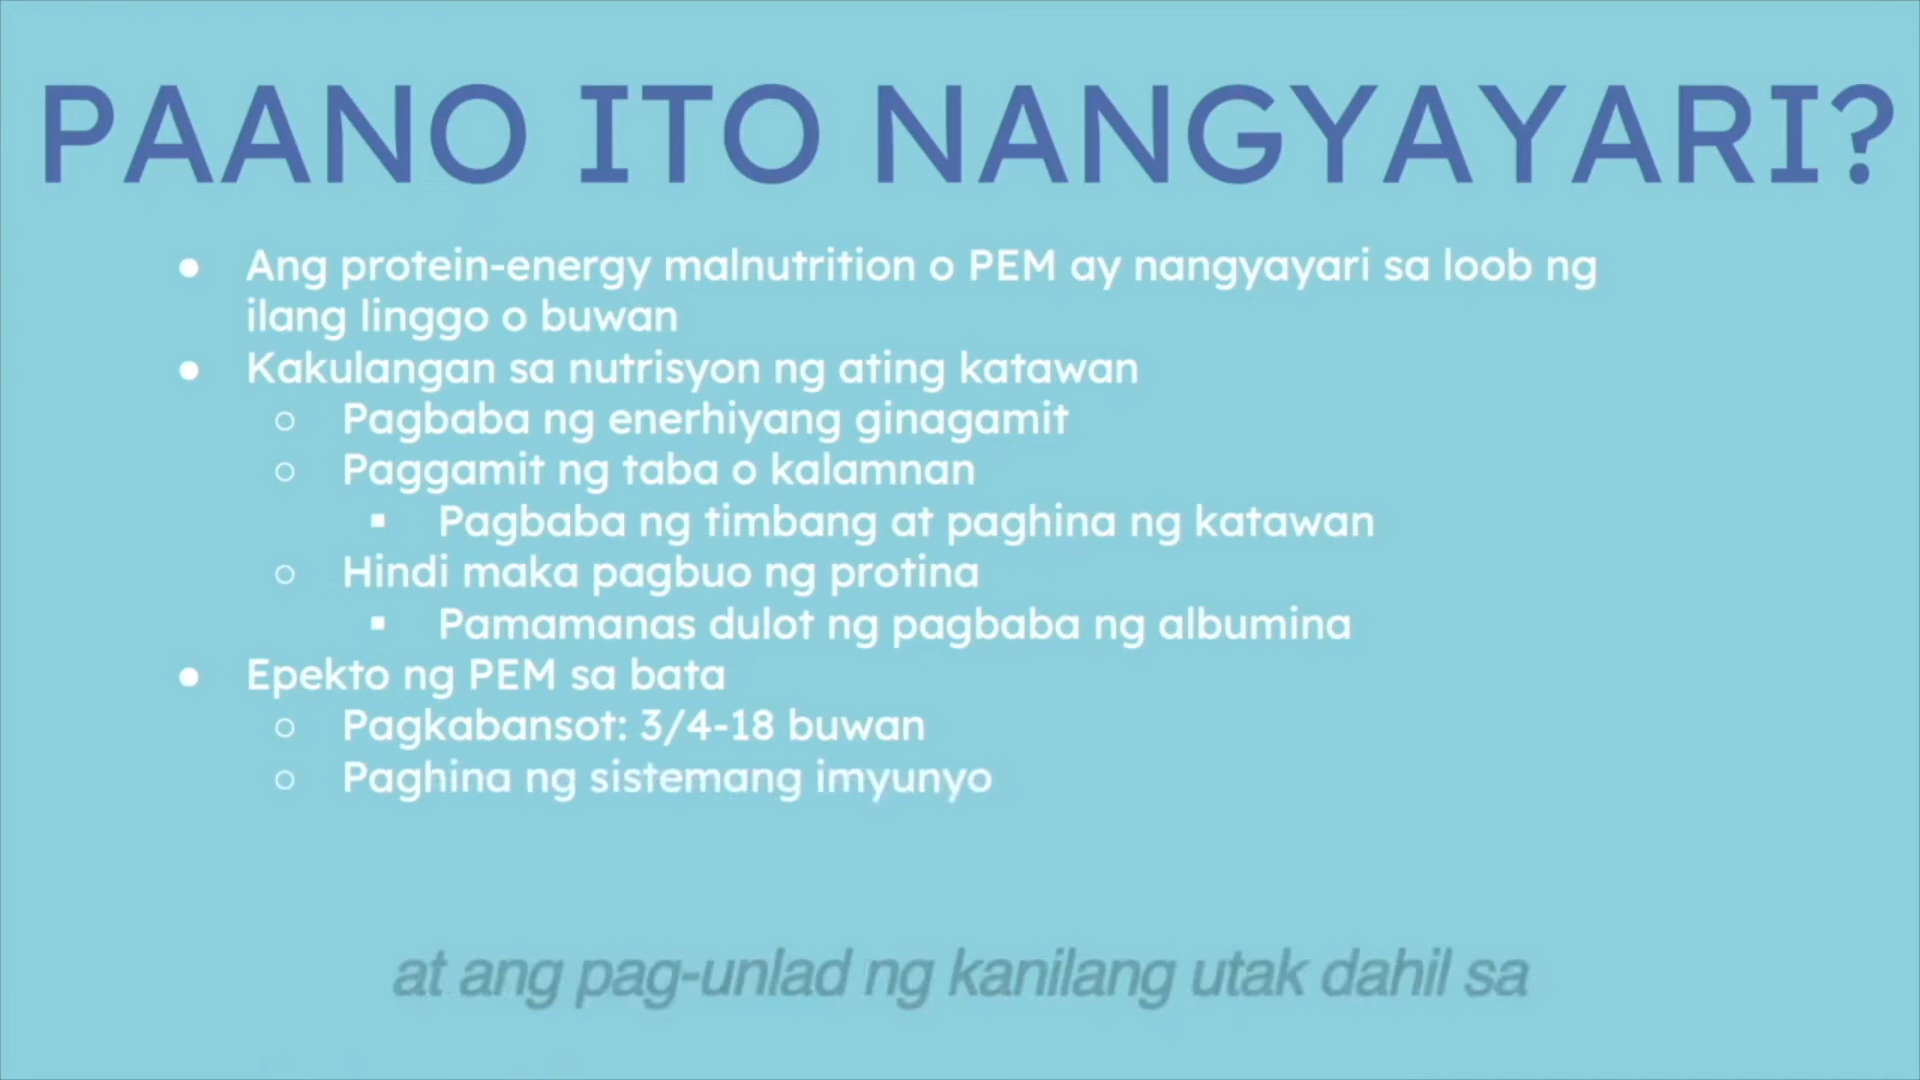 PAANO ITO NANGYAYARI?
● Ang protein-energy malnutrition o PEM ay nangyayari sa loob ng
ilang linggo o buwan
● Kakulangan sa nutrisyon ng ating katawan
○ Pagbaba ng enerhiyang ginagamit
○ Paggamit ng taba o kalamnan
▪ Pagbaba ng timbang at paghina ng katawan
○ Hindi maka pagbuo ng protina
▪ Pamamanas dulot ng pagbaba ng albumina
● Epekto ng PEM sa bata
○ Pagkabansot: 3/4-18 buwan
○ Paghina ng sistemang imyunyo
at ang pag-unlad ng kanilang utak dahil sa